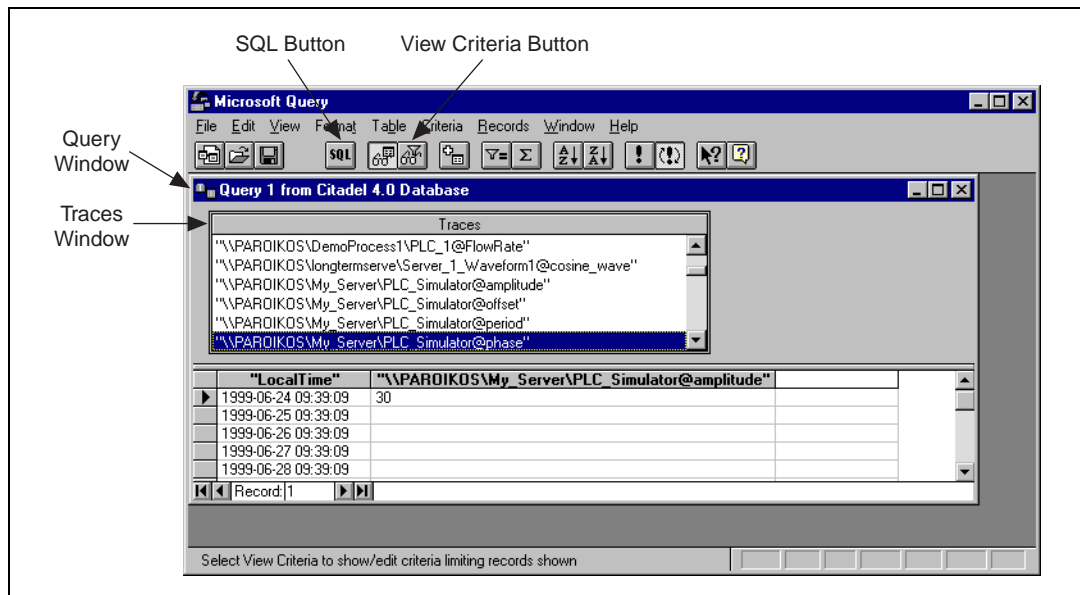 SQL Button
View Criteria Button
Microsoft Query
File Edit View Format Table Criteria Records Window Help
SQL
Query Window
Query 1 from Citadel 4.0 Database
Traces Window
Traces
"\\PAROIKOS\DemoProcess1\PLC_1@FlowRate"
"\\PAROIKOS\longtermserve\Server_1_Waveform1@cosine_wave"
"\\PAROIKOS\My_Server\PLC_Simulator@amplitude"
"\\PAROIKOS\My_Server\PLC_Simulator@offset"
"\\PAROIKOS\My_Server\PLC_Simulator@period"
"\\PAROIKOS\My_Server\PLC_Simulator@phase"
"LocalTime" "\\PAROIKOS\My_Server\PLC_Simulator@amplitude"
1999-06-24 09:39:09 30
1999-06-25 09:39:09
1999-06-26 09:39:09
1999-06-27 09:39:09
1999-06-28 09:39:09
Record: 1
Select View Criteria to show/edit criteria limiting records shown